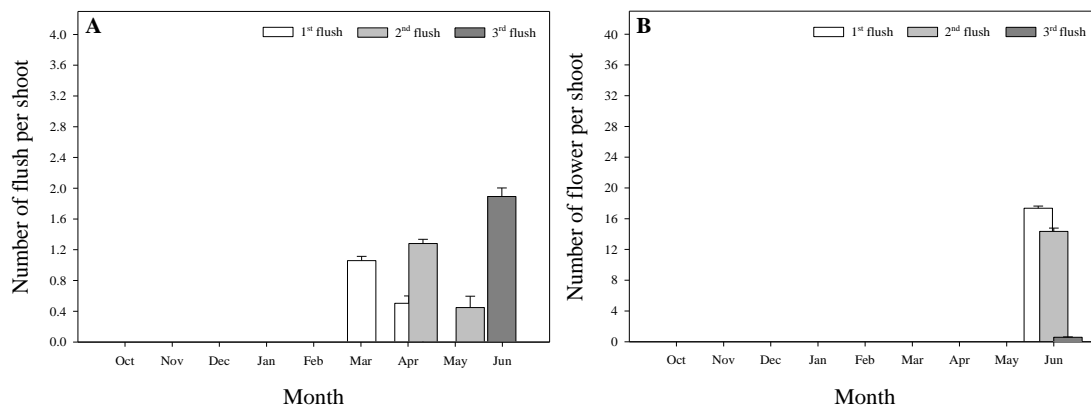 A
1st flush 2nd flush 3rd flush
Number of flush per shoot
4.0
3.6
3.2
2.8
2.4
2.0
1.6
1.2
0.8
0.4
0.0
Oct Nov Dec Jan Feb Mar Apr May Jun
Month
B
1st flush 2nd flush 3rd flush
Number of flower per shoot
40
36
32
28
24
20
16
12
8
4
0
Oct Nov Dec Jan Feb Mar Apr May Jun
Month